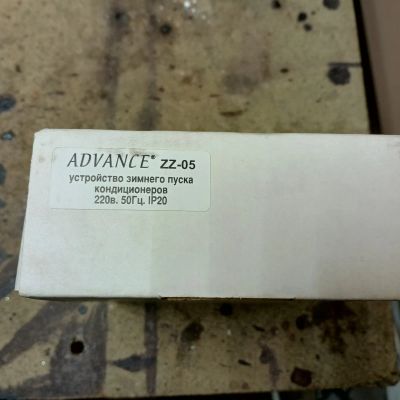 ADVANCE® ZZ-05
устройство зимнего пуска
кондиционеров
220в. 50Гц. IP20